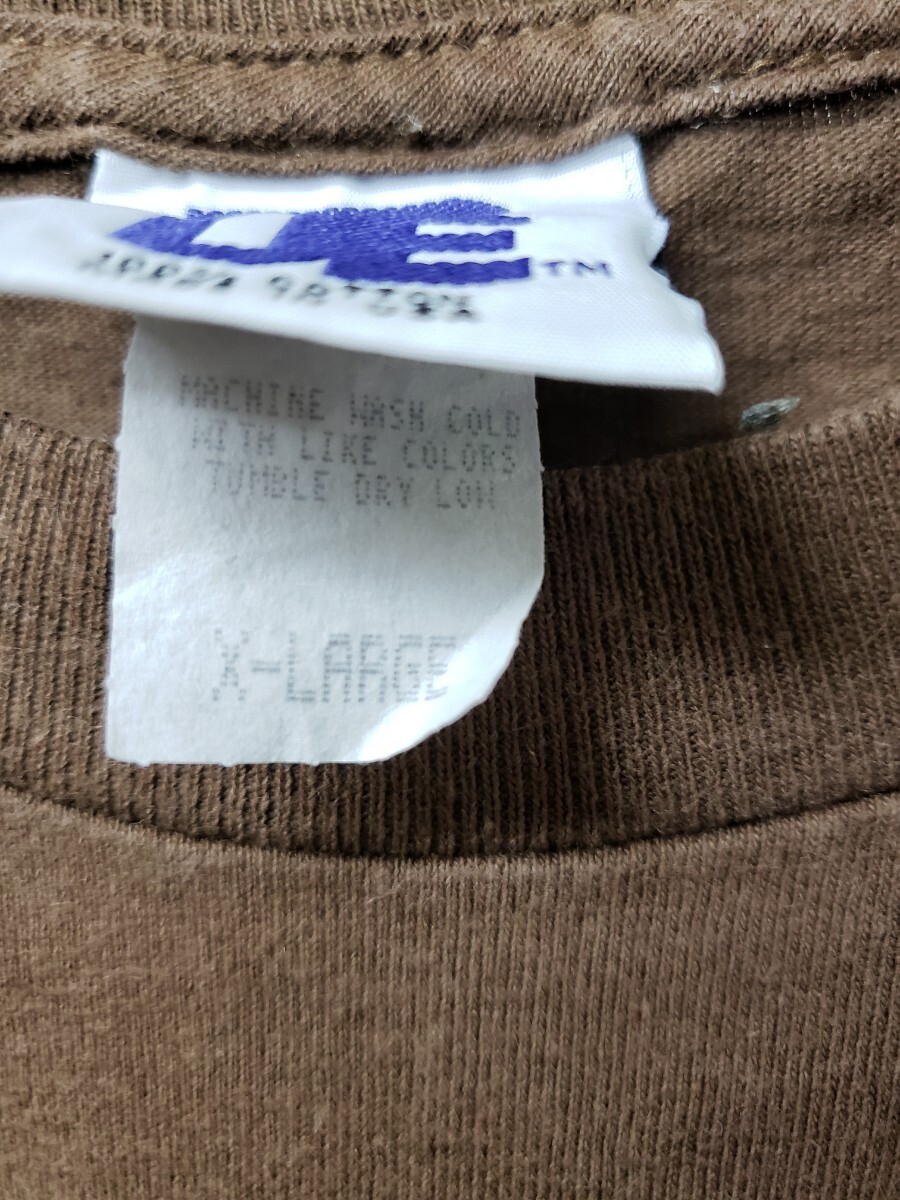 ™
MACHINE WASH COLD
WITH LIKE COLORS
TUMBLE DRY LOW
X-LARGE